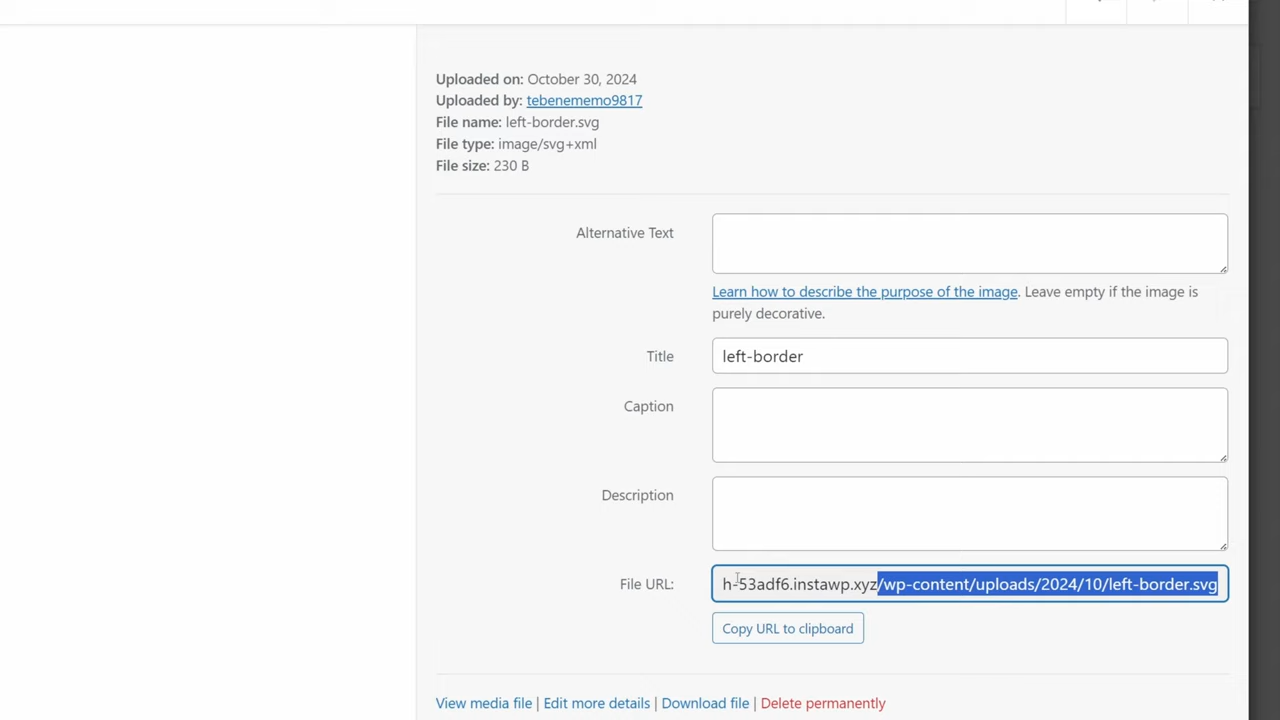 Uploaded on: October 30, 2024
Uploaded by: tebenememo9817
File name: left-border.svg
File type: image/svg+xml
File size: 230 B
Alternative Text
Learn how to describe the purpose of the image. Leave empty if the image is
purely decorative.
Title left-border
Caption
Description
File URL: h-53adf6.instawp.xyz/wp-content/uploads/2024/10/left-border.svg
Copy URL to clipboard
View media file | Edit more details | Download file | Delete permanently